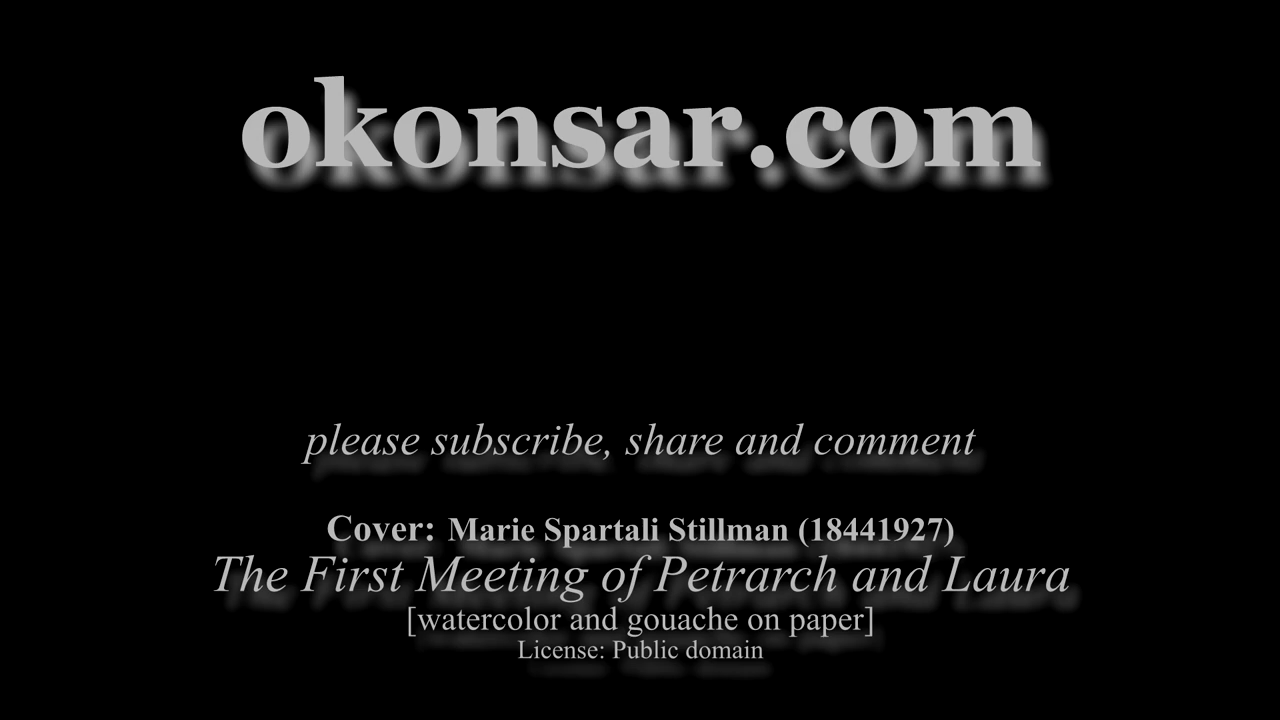 okonsar.com
please subscribe, share and comment
Cover: Marie Spartali Stillman (18441927)
The First Meeting of Petrarch and Laura
[watercolor and gouache on paper]
License: Public domain